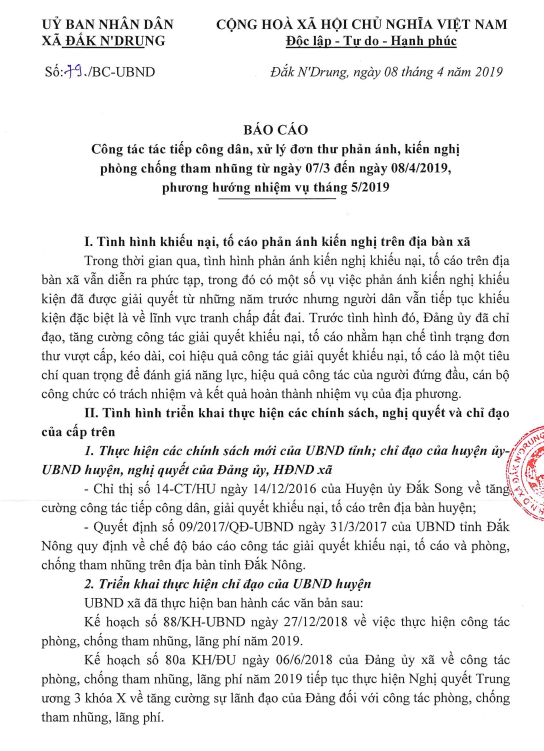 UỶ BAN NHÂN DÂN
XÃ ĐẮK N'DRUNG
CỘNG HOÀ XÃ HỘI CHỦ NGHĨA VIỆT NAM
Độc lập - Tự do - Hạnh phúc
Số:79./BC-UBND
Đắk N'Drung, ngày 08 tháng 4 năm 2019
BÁO CÁO
Công tác tác tiếp công dân, xử lý đơn thư phản ánh, kiến nghị
phòng chống tham nhũng từ ngày 07/3 đến ngày 08/4/2019,
phương hướng nhiệm vụ tháng 5/2019
I. Tình hình khiếu nại, tố cáo phản ánh kiến nghị trên địa bàn xã
Trong thời gian qua, tình hình phản ánh kiến nghị khiếu nại, tố cáo trên địa
bàn xã vẫn diễn ra phức tạp, trong đó có một số vụ việc phản ánh kiến nghị khiếu
kiện đã được giải quyết từ những năm trước nhưng người dân vẫn tiếp tục khiếu
kiện đặc biệt là về lĩnh vực tranh chấp đất đai. Trước tình hình đó, Đảng ủy đã chỉ
đạo, tăng cường công tác giải quyết khiếu nại, tố cáo nhằm hạn chế tình trạng đơn
thư vượt cấp, kéo dài, coi hiệu quả công tác giải quyết khiếu nại, tố cáo là một tiêu
chí quan trọng để đánh giá năng lực, hiệu quả công tác của người đứng đầu, cán bộ
công chức có trách nhiệm và kết quả hoàn thành nhiệm vụ của địa phương.
II. Tình hình triển khai thực hiện các chính sách, nghị quyết và chỉ đạo
của cấp trên
1. Thực hiện các chính sách mới của UBND tỉnh; chỉ đạo của huyện ủy-
UBND huyện, nghị quyết của Đảng ủy, HĐND xã
- Chỉ thị số 14-CT/HU ngày 14/12/2016 của Huyện ủy Đắk Song về tăng
cường công tác tiếp công dân, giải quyết khiếu nại, tố cáo trên địa bàn huyện;
- Quyết định số 09/2017/QĐ-UBND ngày 31/3/2017 của UBND tỉnh Đắk
Nông quy định về chế độ báo cáo công tác giải quyết khiếu nại, tố cáo và phòng,
chống tham nhũng trên địa bàn tỉnh Đắk Nông.
2. Triển khai thực hiện chỉ đạo của UBND huyện
UBND xã đã thực hiện ban hành các văn bản sau:
Kế hoạch số 88/KH-UBND ngày 27/12/2018 về việc thực hiện công tác
phòng, chống tham nhũng, lãng phí năm 2019.
Kế hoạch số 80a KH/ĐU ngày 06/6/2018 của Đảng ủy xã về công tác
phòng, chống tham nhũng, lãng phí năm 2019 tiếp tục thực hiện Nghị quyết Trung
ương 3 khóa X về tăng cường sự lãnh đạo của Đảng đối với công tác phòng, chống
tham nhũng, lãng phí.